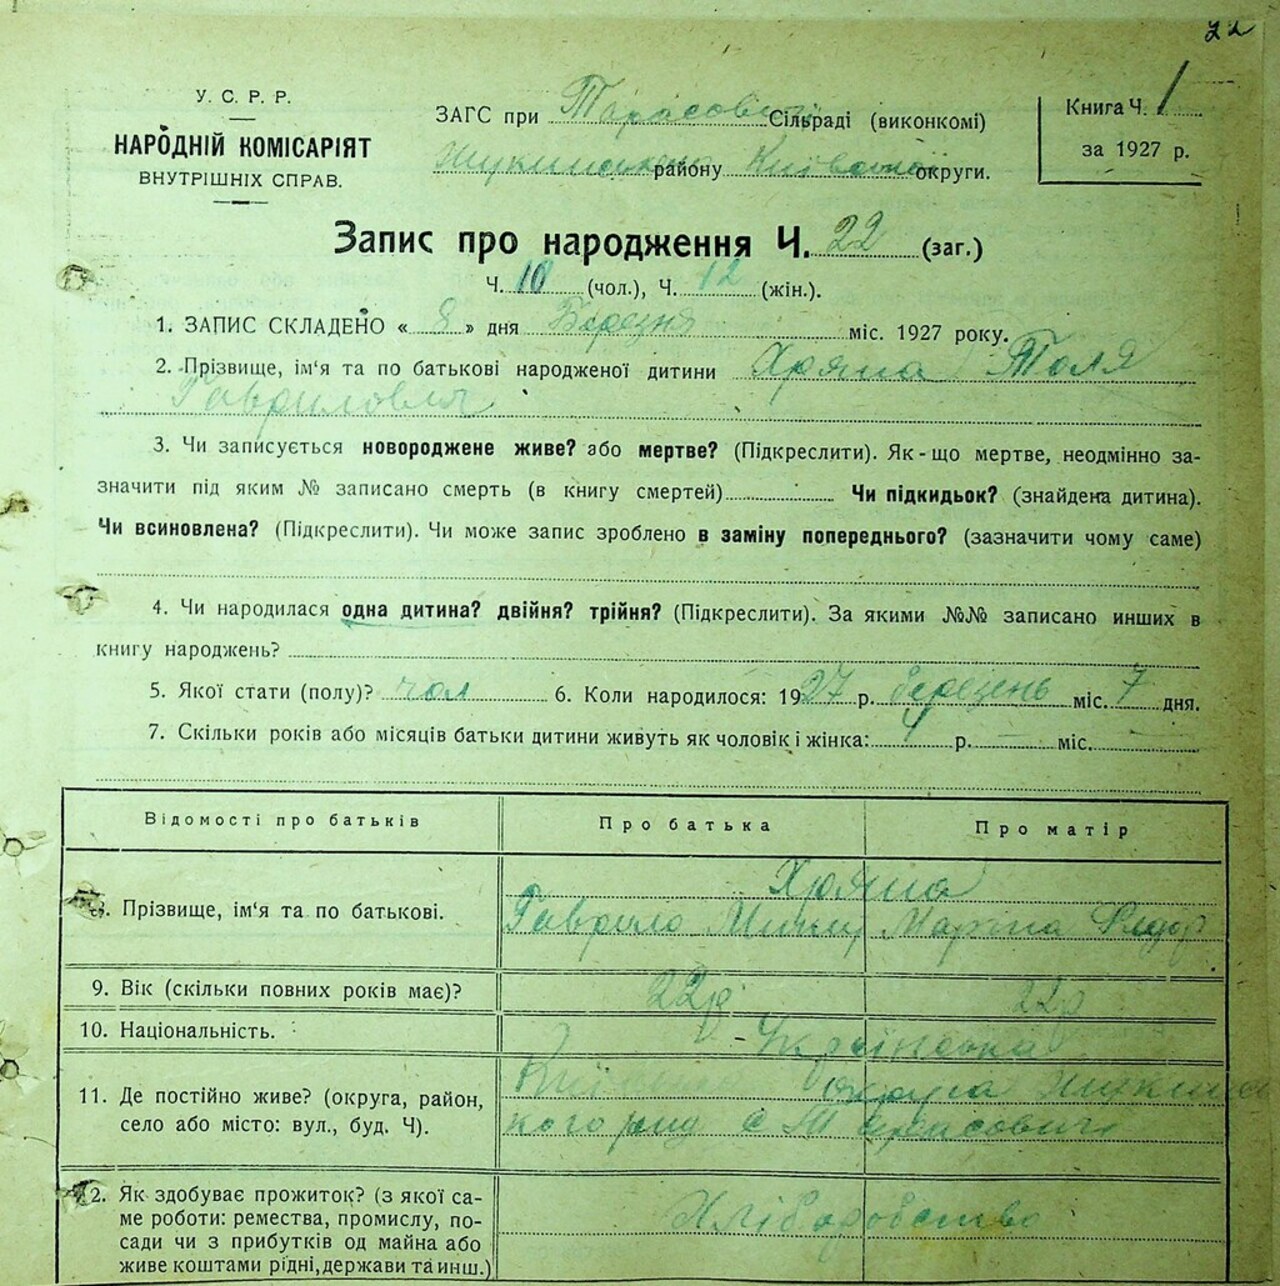 22
У. С. Р. Р.
НАРОДНІЙ КОМІСАРІЯТ
ВНУТРІШНІХ СПРАВ.
ЗАГС при Тарасовичі Сільраді (виконкомі)
району Київської округи.
Книга Ч. 1
за 1927 р.
Запис про народження Ч. 22 (заг.)
Ч. 10 (чол.), Ч. 12 (жін.).
1. ЗАПИС СКЛАДЕНО « 8 » дня Березня міс. 1927 року.
2. Прізвище, ім'я та по батькові народженої дитини Хряпа Толя
Гаврилович
3. Чи записується новороджене живе? або мертве? (Підкреслити). Як-що мертве, неодмінно за-
значити під яким № записано смерть (в книгу смертей) Чи підкидьок? (знайдена дитина).
Чи всиновлена? (Підкреслити). Чи може запис зроблено в заміну попереднього? (зазначити чому саме)
4. Чи народилася одна дитина? двійня? трійня? (Підкреслити). За якими №№ записано инших в
книгу народжень?
5. Якої стати (полу)? чол 6. Коли народилося: 1927 р. березень міс. 7 дня.
7. Скільки років або місяців батьки дитини живуть як чоловік і жінка: 4 р. — міс.
Відомості про батьків Про батька Про матір
Хряпа
8. Прізвище, ім'я та по батькові. Гаврило Мики Марина Федор
9. Вік (скільки повних років має)? 22р 22р
10. Національність. - Українська
11. Де постійно живе? (округа, район, округа
село або місто: вул., буд. Ч). кого рну с Тарасовичі
12. Як здобуває прожиток? (з якої са-
ме роботи: ремества, промислу, по- Хліборобство
сади чи з прибутків од майна або
живе коштами рідні, держави та инш.)